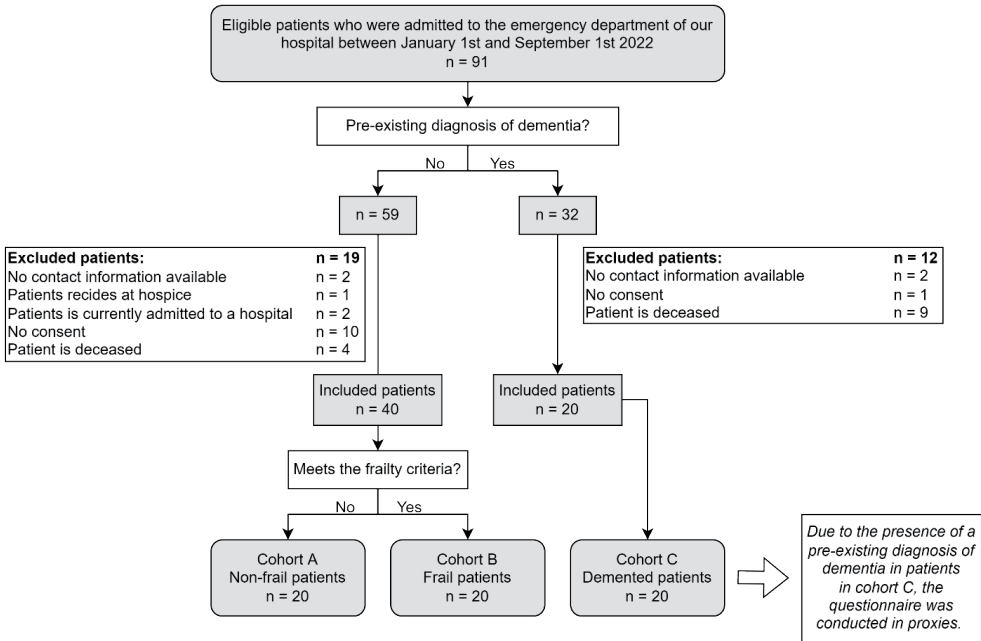 Eligible patients who were admitted to the emergency department of our
hospital between January 1st and September 1st 2022
n = 91
Pre-existing diagnosis of dementia?
No
Yes
n = 59
n = 32
Excluded patients: n = 19
No contact information available n = 2
Patients recides at hospice n = 1
Patients is currently admitted to a hospital n = 2
No consent n = 10
Patient is deceased n = 4
Excluded patients: n = 12
No contact information available n = 2
No consent n = 1
Patient is deceased n = 9
Included patients
n = 40
Included patients
n = 20
Meets the frailty criteria?
No
Yes
Cohort A
Non-frail patients
n = 20
Cohort B
Frail patients
n = 20
Cohort C
Demented patients
n = 20
Due to the presence of a
pre-existing diagnosis of
dementia in patients
in cohort C, the
questionnaire was
conducted in proxies.